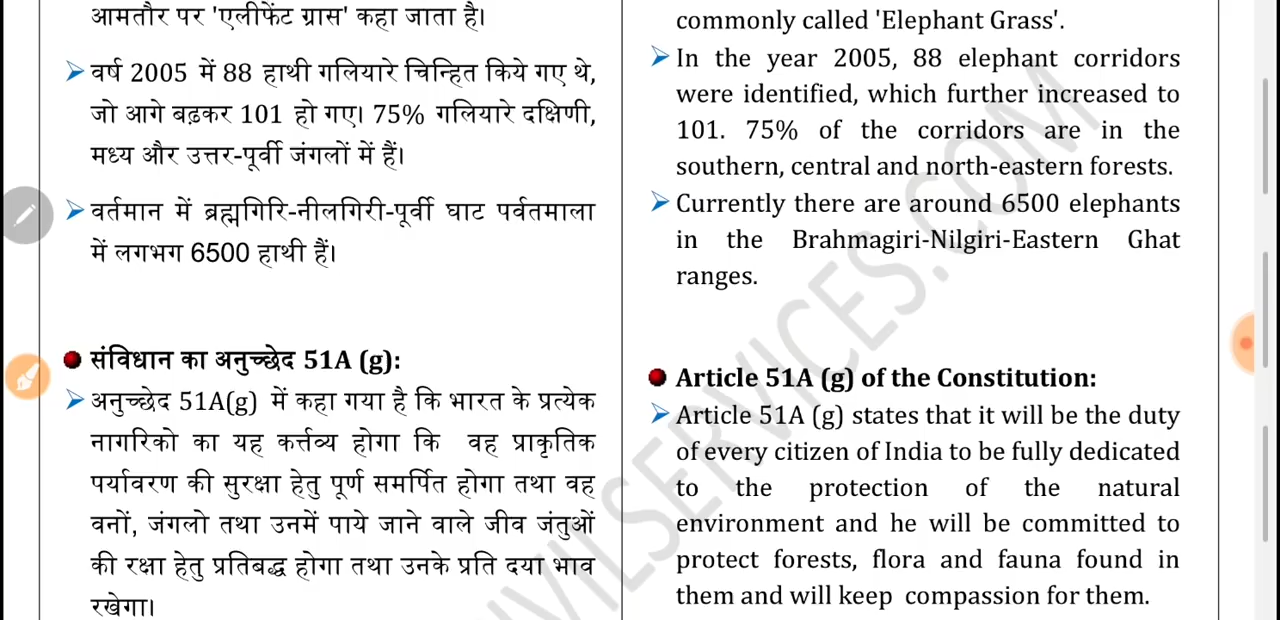 आमतौर पर 'एलीफेंट ग्रास' कहा जाता है।
➤ वर्ष 2005 में 88 हाथी गलियारे चिन्हित किये गए थे,
जो आगे बढ़कर 101 हो गए। 75% गलियारे दक्षिणी,
मध्य और उत्तर-पूर्वी जंगलों में हैं।
➤ वर्तमान में ब्रह्मगिरि-नीलगिरी-पूर्वी घाट पर्वतमाला
में लगभग 6500 हाथी हैं।
● संविधान का अनुच्छेद 51A (g):
➤ अनुच्छेद 51A(g) में कहा गया है कि भारत के प्रत्येक
नागरिको का यह कर्त्तव्य होगा कि वह प्राकृतिक
पर्यावरण की सुरक्षा हेतु पूर्ण समर्पित होगा तथा वह
वनों, जंगलो तथा उनमें पाये जाने वाले जीव जंतुओं
की रक्षा हेतु प्रतिबद्ध होगा तथा उनके प्रति दया भाव
रखेगा।
commonly called 'Elephant Grass'.
➤ In the year 2005, 88 elephant corridors
were identified, which further increased to
101. 75% of the corridors are in the
southern, central and north-eastern forests.
➤ Currently there are around 6500 elephants
in the Brahmagiri-Nilgiri-Eastern Ghat
ranges.
● Article 51A (g) of the Constitution:
➤ Article 51A (g) states that it will be the duty
of every citizen of India to be fully dedicated
to the protection of the natural
environment and he will be committed to
protect forests, flora and fauna found in
them and will keep compassion for them.
VILSERVICES.COM